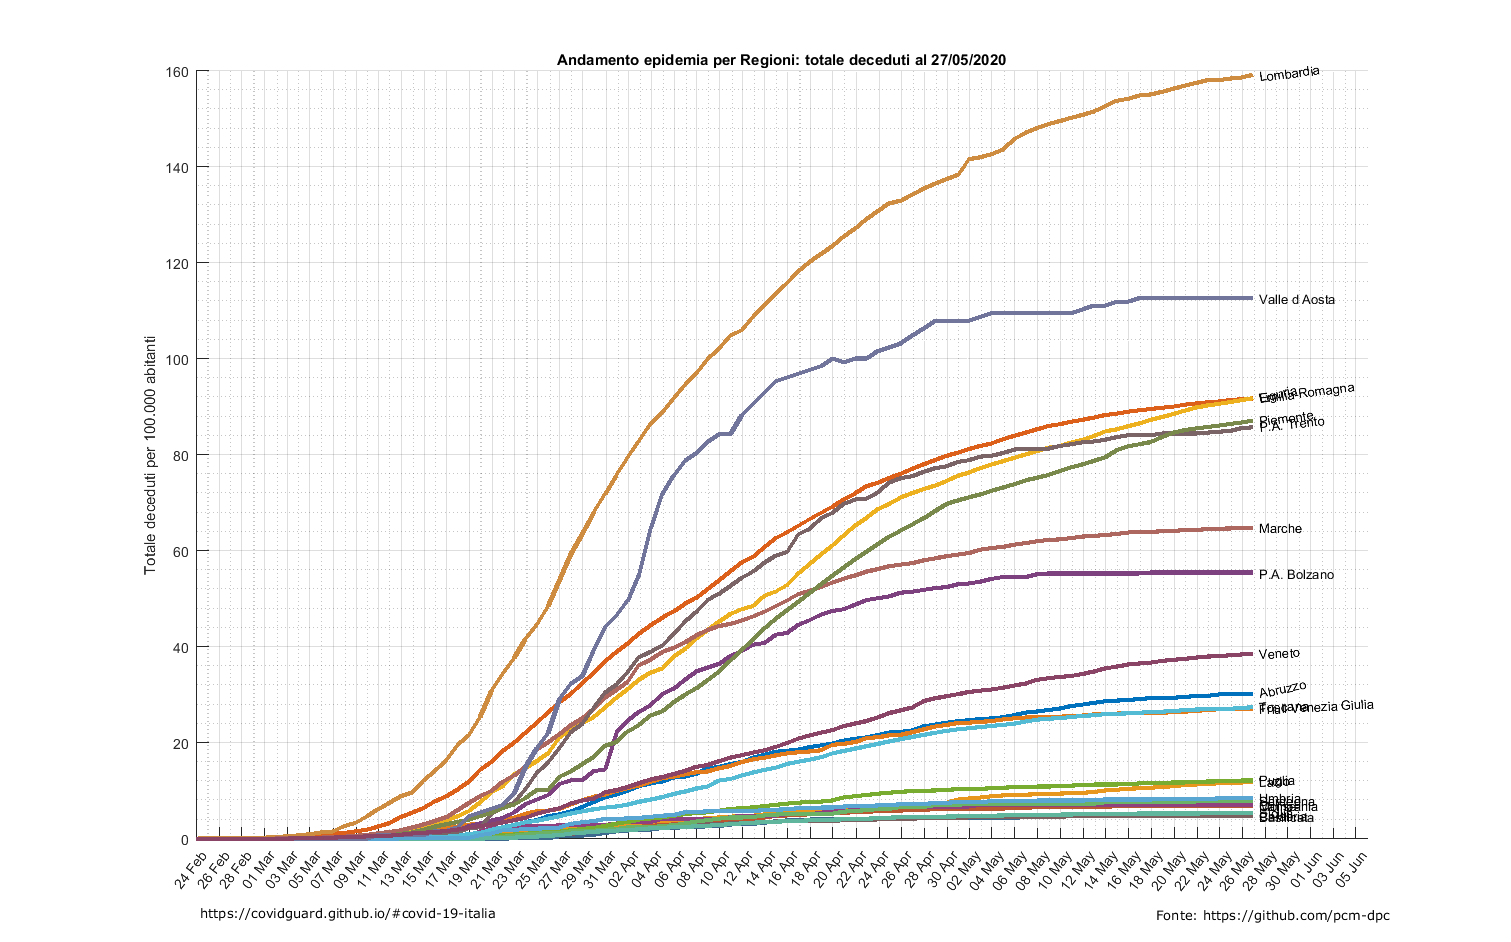 Andamento epidemia per Regioni: totale deceduti al 27/05/2020
Totale deceduti per 100.000 abitanti
160
140
120
100
80
60
40
20
0
Lombardia
Valle d Aosta
Emilia-Romagna
Piemonte
P.A. Trento
Marche
P.A. Bolzano
Veneto
Abruzzo
Toscana
Friuli Venezia Giulia
Puglia
Lazio
Umbria
Basilicata
24 Feb
26 Feb
28 Feb
01 Mar
03 Mar
05 Mar
07 Mar
09 Mar
11 Mar
13 Mar
15 Mar
17 Mar
19 Mar
21 Mar
23 Mar
25 Mar
27 Mar
29 Mar
31 Mar
02 Apr
04 Apr
06 Apr
08 Apr
10 Apr
12 Apr
14 Apr
16 Apr
18 Apr
20 Apr
22 Apr
24 Apr
26 Apr
28 Apr
30 Apr
02 May
04 May
06 May
08 May
10 May
12 May
14 May
16 May
18 May
20 May
22 May
24 May
26 May
28 May
30 May
01 Jun
03 Jun
05 Jun
https://covidguard.github.io/#covid-19-italia
Fonte: https://github.com/pcm-dpc